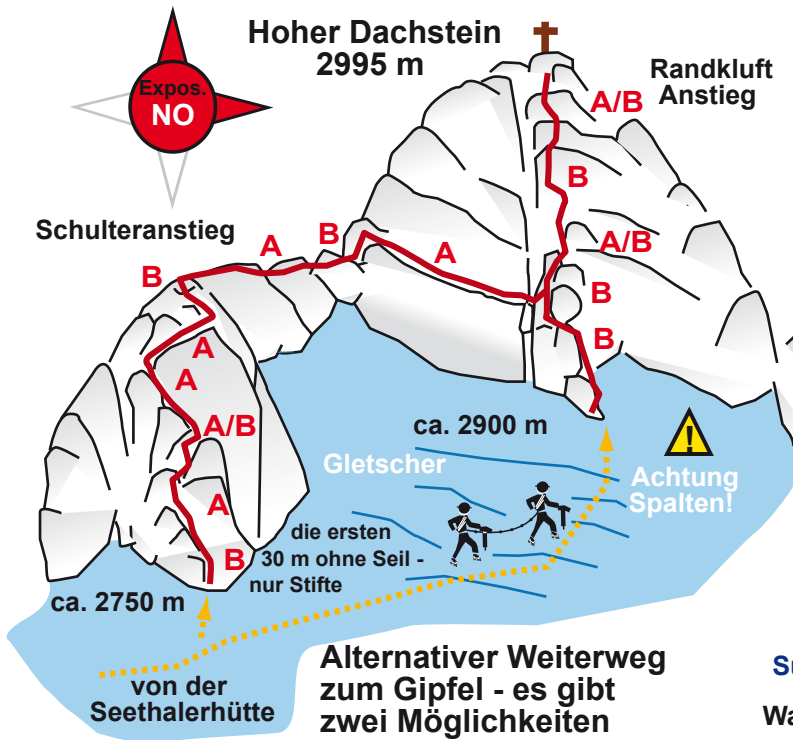 Hoher Dachstein
2995 m
Expos.
NO
Randkluft
Anstieg
A/B
B
Schulteranstieg
A
B
A
A/B
B
B
B
A
A
A/B
ca. 2900 m
!
Gletscher
Achtung
Spalten!
A
die ersten
30 m ohne Seil -
nur Stifte
B
ca. 2750 m
von der
Seethalerhütte
Alternativer Weiterweg
zum Gipfel - es gibt
zwei Möglichkeiten